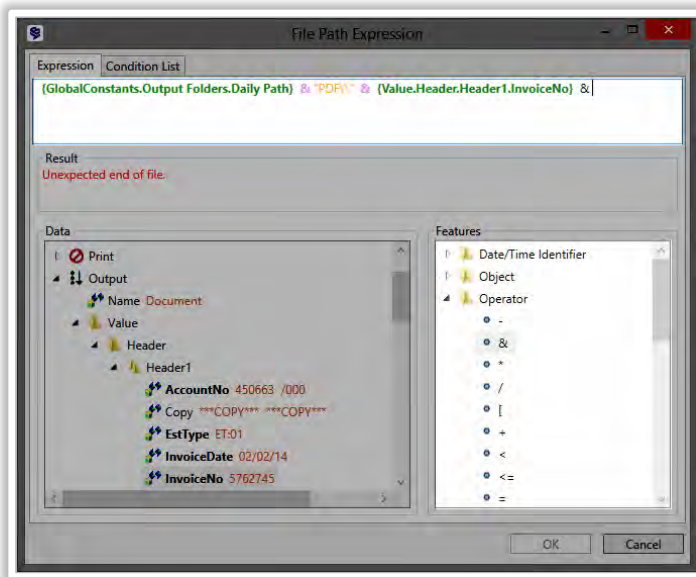 File Path Expression
Expression Condition List
{GlobalConstants.Output Folders.Daily Path} & "PDF\\" & {Value.Header.Header1.InvoiceNo} &
Result
Unexpected end of file.
Data
Print
Output
Name Document
Value
Header
Header1
AccountNo 450663 /000
Copy ***COPY*** ***COPY***
EstType ET:01
InvoiceDate 02/02/14
InvoiceNo 5762745
Features
Date/Time Identifier
Object
Operator
-
&
*
/
[
+
<
<=
=
OK Cancel